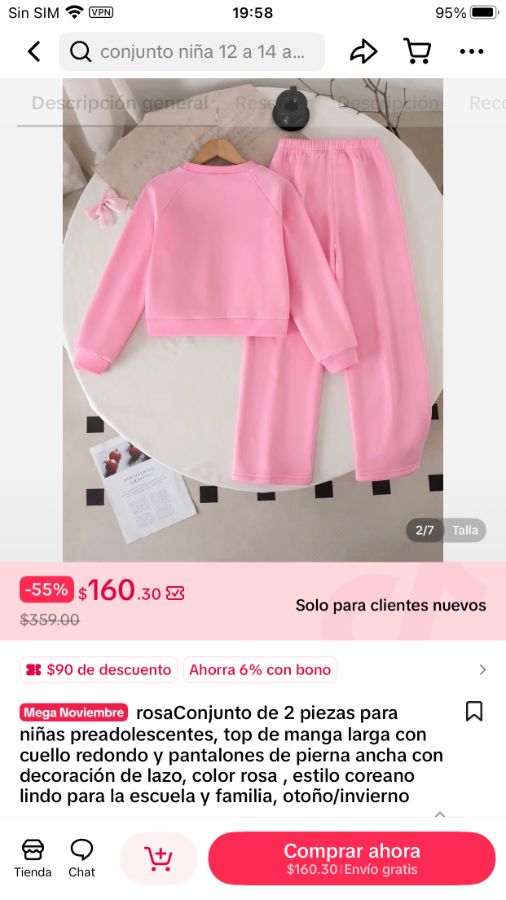 Sin SIM VPN 19:58 95%
conjunto niña 12 a 14 a...
Descripción general Rese Descripción Reco
2/7 Talla
-55% $160.30
$359.00
Solo para clientes nuevos
$90 de descuento Ahorra 6% con bono
Mega Noviembre rosaConjunto de 2 piezas para
niñas preadolescentes, top de manga larga con
cuello redondo y pantalones de pierna ancha con
decoración de lazo, color rosa , estilo coreano
lindo para la escuela y familia, otoño/invierno
Tienda Chat
Comprar ahora
$160.30 | Envío gratis